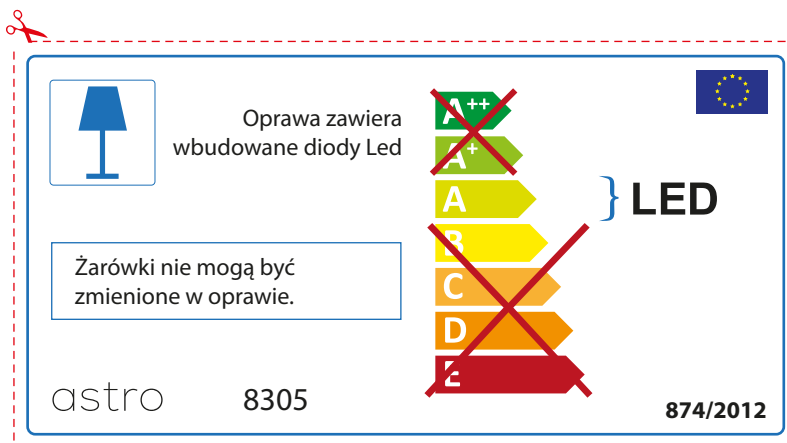 Oprawa zawiera
wbudowane diody Led
A++
A+
A
B
C
D
E
LED
Żarówki nie mogą być
zmienione w oprawie.
astro
8305
874/2012